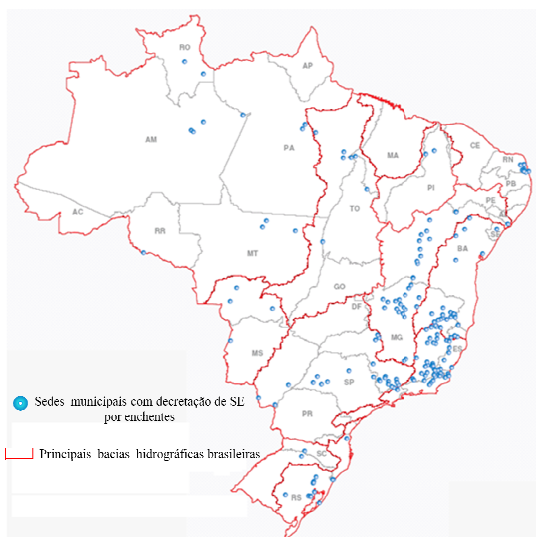 RO
AP
AM
PA
MA
CE
RN
PB
PE
PI
AC
RR
TO
SE
BA
MT
GO
DF
MG
ES
MS
SP
PR
SC
RS
Sedes municipais com decretação de SE
por enchentes
Principais bacias hidrográficas brasileiras